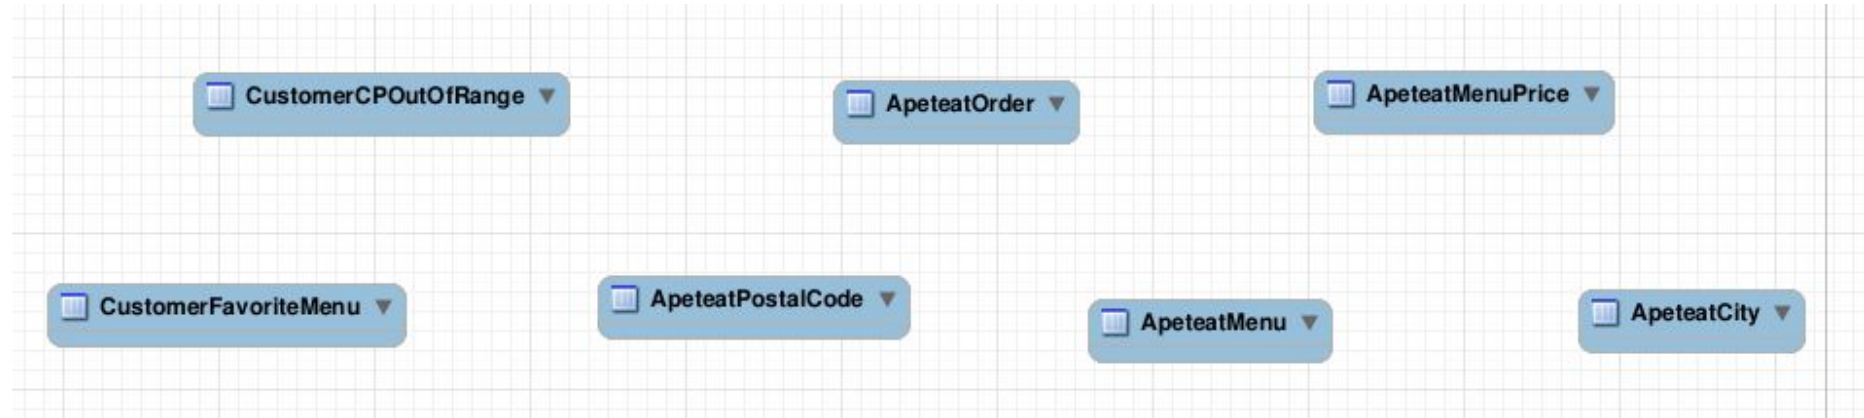 CustomerCPOutOfRange
ApeteatOrder
ApeteatMenuPrice
CustomerFavoriteMenu
ApeteatPostalCode
ApeteatMenu
ApeteatCity